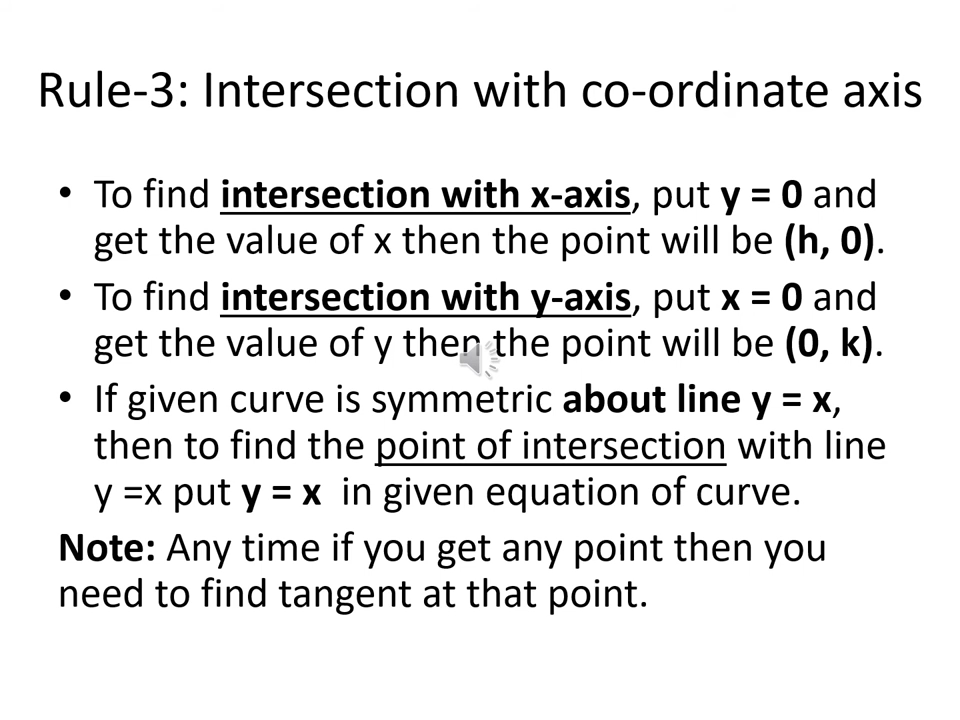 Rule-3: Intersection with co-ordinate axis
• To find intersection with x-axis, put y = 0 and
get the value of x then the point will be (h, 0).
• To find intersection with y-axis, put x = 0 and
get the value of y then the point will be (0, k).
• If given curve is symmetric about line y = x,
then to find the point of intersection with line
y =x put y = x  in given equation of curve.
Note: Any time if you get any point then you
need to find tangent at that point.